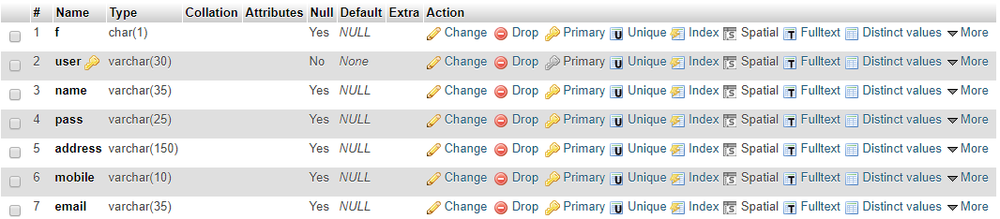 # Name Type Collation Attributes Null Default Extra Action
1 f char(1) Yes NULL Change Drop Primary Unique Index Spatial Fulltext Distinct values More
2 user varchar(30) No None Change Drop Primary Unique Index Spatial Fulltext Distinct values More
3 name varchar(35) Yes NULL Change Drop Primary Unique Index Spatial Fulltext Distinct values More
4 pass varchar(25) Yes NULL Change Drop Primary Unique Index Spatial Fulltext Distinct values More
5 address varchar(150) Yes NULL Change Drop Primary Unique Index Spatial Fulltext Distinct values More
6 mobile varchar(10) Yes NULL Change Drop Primary Unique Index Spatial Fulltext Distinct values More
7 email varchar(35) Yes NULL Change Drop Primary Unique Index Spatial Fulltext Distinct values More